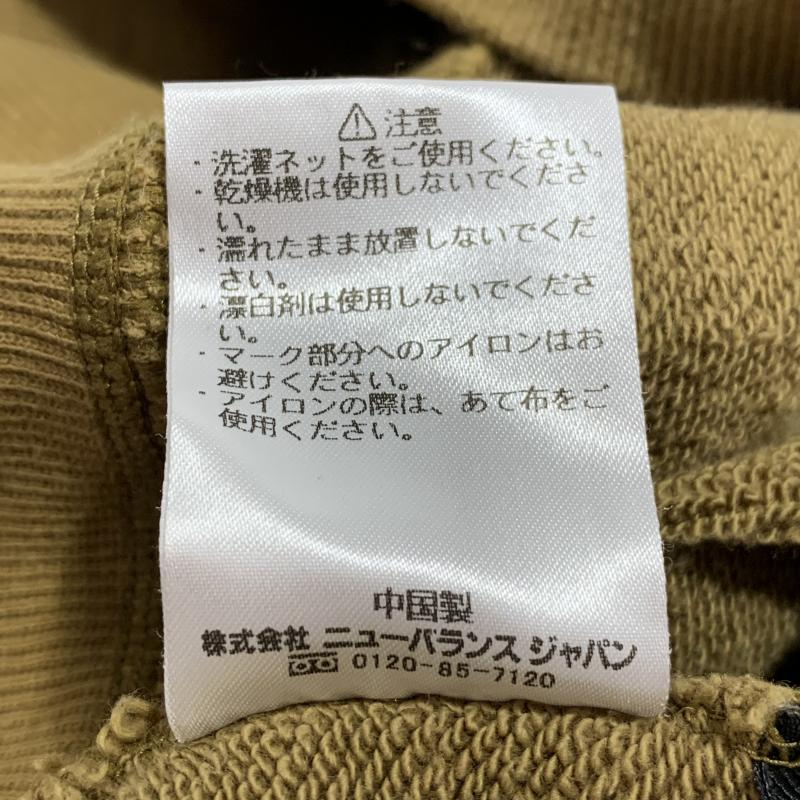 ⚠注意
・洗濯ネットをご使用ください。
・乾燥機は使用しないでくださ
い。
・濡れたまま放置しないでくだ
さい。
・漂白剤は使用しないでくださ
い。
・マーク部分へのアイロンはお
避けください。
・アイロンの際は、あて布をご
使用ください。
中国製
株式会社 ニューバランス ジャパン
0120-85-7120